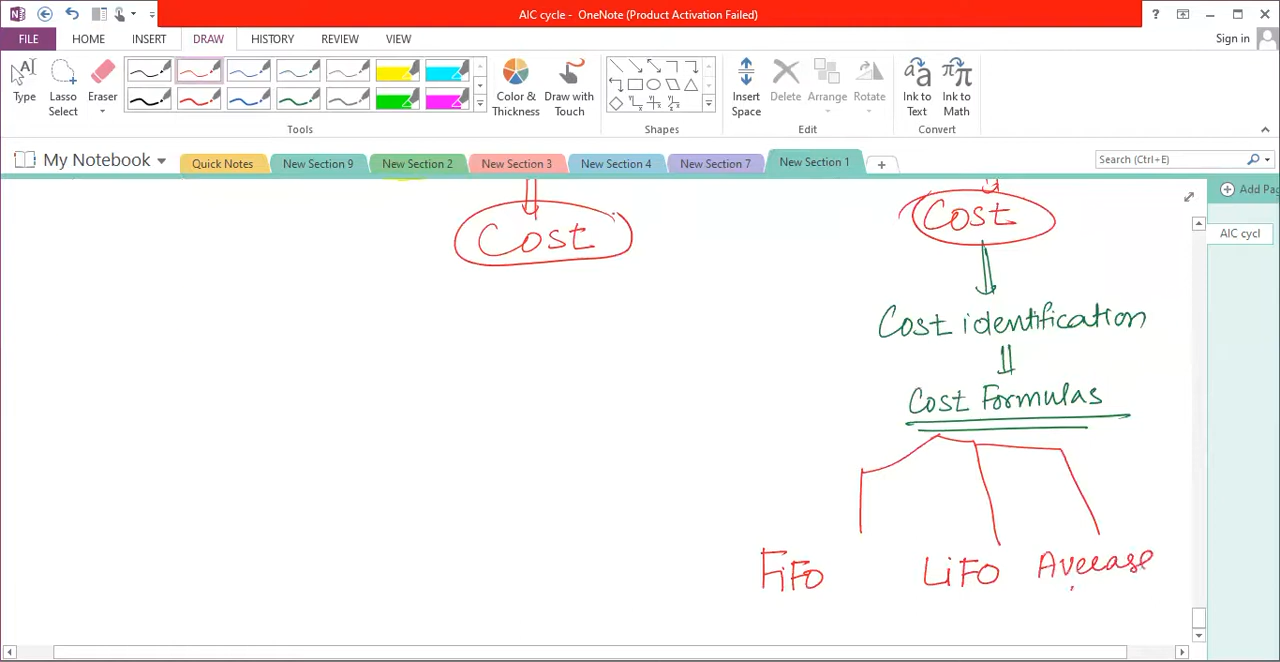 AIC cycle - OneNote (Product Activation Failed)
?
FILE HOME INSERT DRAW HISTORY REVIEW VIEW
Sign in
Type
Lasso Select
Eraser
Color & Thickness
Draw with Touch
Insert Space
Delete
Arrange
Rotate
Ink to Text
Ink to Math
Tools
Shapes
Edit
Convert
My Notebook
Quick Notes
New Section 9
New Section 2
New Section 3
New Section 4
New Section 7
New Section 1
Search (Ctrl+E)
Add Pag
AIC cycl
Cost
Cost
Cost identification
Cost Formulas
FiFo LiFO Average